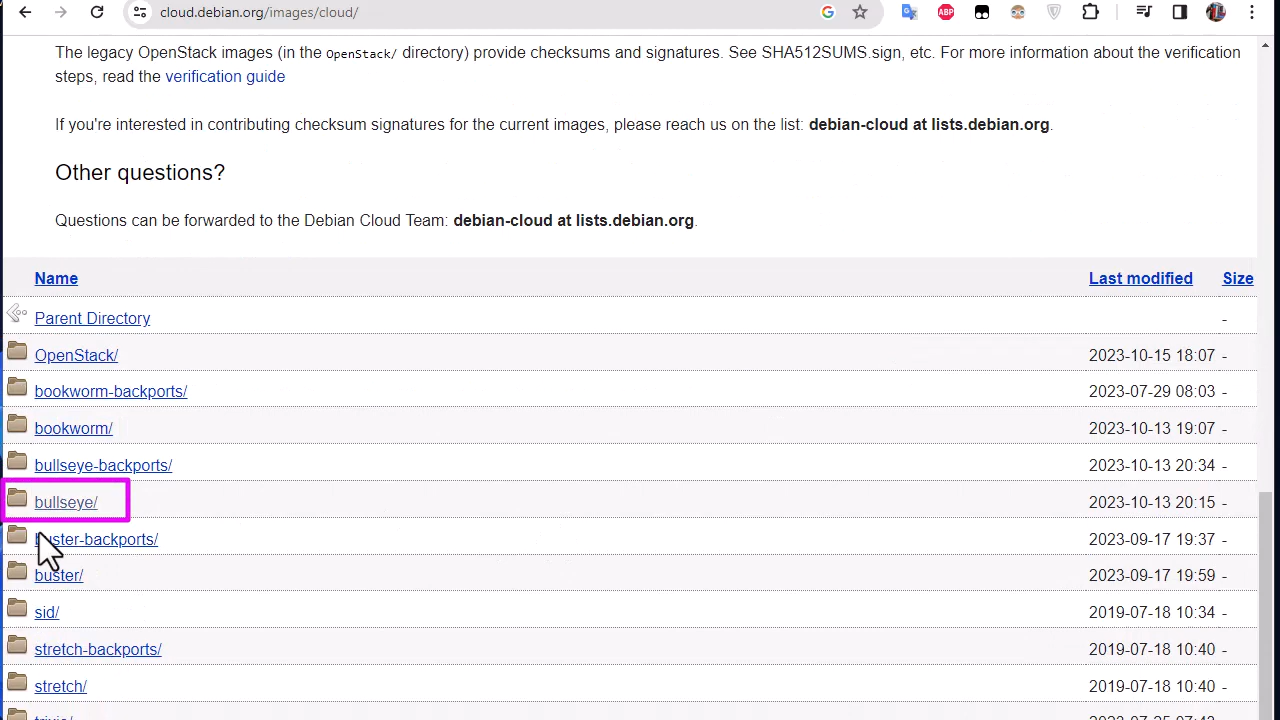 cloud.debian.org/images/cloud/
The legacy OpenStack images (in the OpenStack/ directory) provide checksums and signatures. See SHA512SUMS.sign, etc. For more information about the verification
steps, read the verification guide
If you're interested in contributing checksum signatures for the current images, please reach us on the list: debian-cloud at lists.debian.org.
Other questions?
Questions can be forwarded to the Debian Cloud Team: debian-cloud at lists.debian.org.
Name Last modified Size
Parent Directory -
OpenStack/ 2023-10-15 18:07 -
bookworm-backports/ 2023-07-29 08:03 -
bookworm/ 2023-10-13 19:07 -
bullseye-backports/ 2023-10-13 20:34 -
bullseye/ 2023-10-13 20:15 -
buster-backports/ 2023-09-17 19:37 -
buster/ 2023-09-17 19:59 -
sid/ 2019-07-18 10:34 -
stretch-backports/ 2019-07-18 10:40 -
stretch/ 2019-07-18 10:40 -